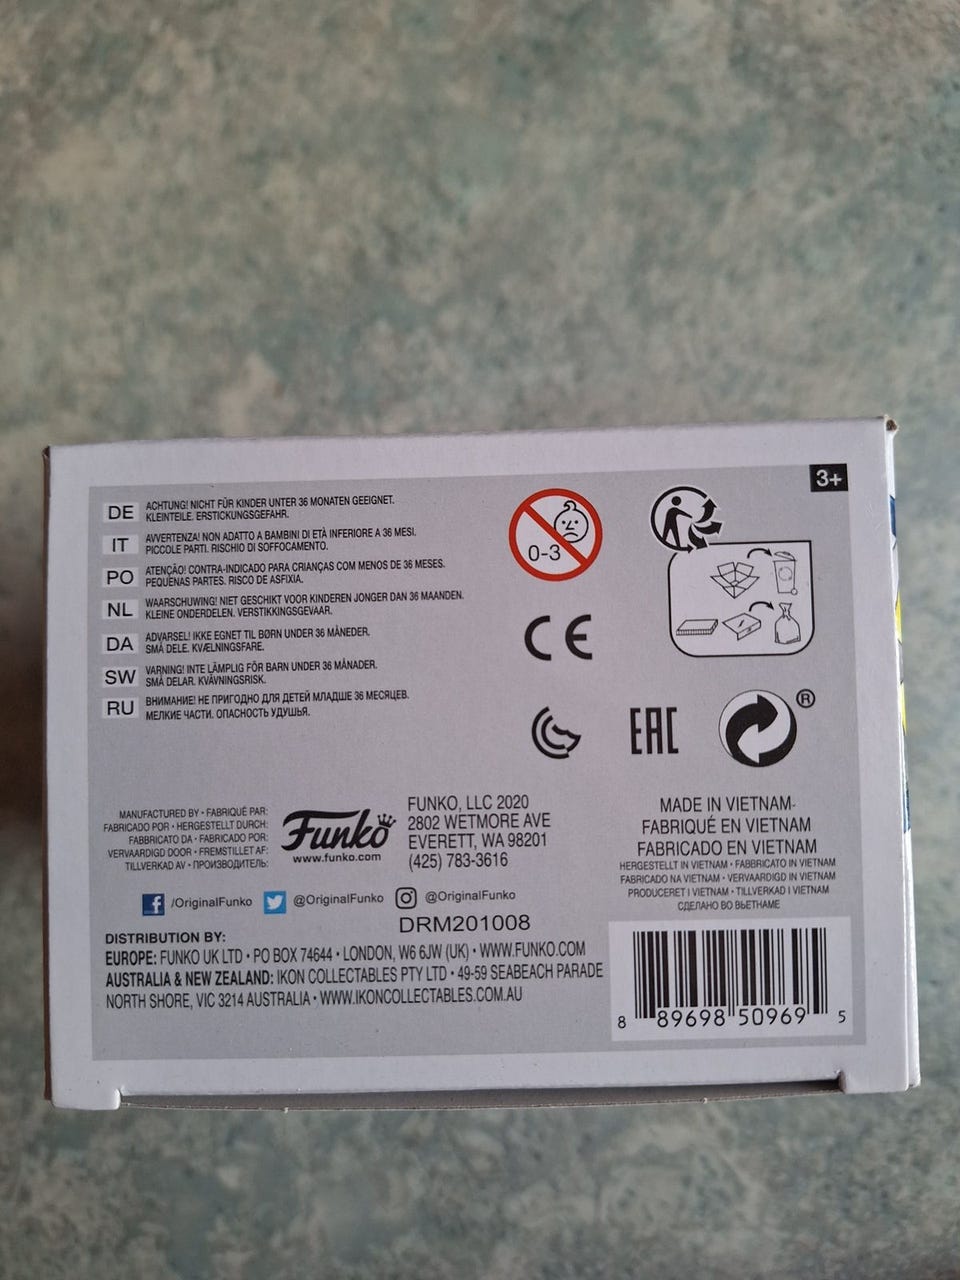 3+
DE ACHTUNG! NICHT FÜR KINDER UNTER 36 MONATEN GEEIGNET.
KLEINTEILE. ERSTICKUNGSGEFAHR.
IT AVVERTENZA! NON ADATTO A BAMBINI DI ETÀ INFERIORE A 36 MESI.
PICCOLE PARTI. RISCHIO DI SOFFOCAMENTO.
PO ATENÇÃO! CONTRA-INDICADO PARA CRIANÇAS COM MENOS DE 36 MESES.
PEQUENAS PARTES. RISCO DE ASFIXIA.
NL WAARSCHUWING! NIET GESCHIKT VOOR KINDEREN JONGER DAN 36 MAANDEN.
KLEINE ONDERDELEN. VERSTIKKINGSGEVAAR.
DA ADVARSEL! IKKE EGNET TIL BØRN UNDER 36 MÅNEDER.
SMÅ DELE. KVÆLNINGSFARE.
SW VARNING! INTE LÄMPLIG FÖR BARN UNDER 36 MÅNADER.
SMÅ DELAR. KVÄVNINGSRISK.
RU ВНИМАНИЕ! НЕ ПРИГОДНО ДЛЯ ДЕТЕЙ МЛАДШЕ 36 МЕСЯЦЕВ.
МЕЛКИЕ ЧАСТИ. ОПАСНОСТЬ УДУШЬЯ.
0-3
CE
EAC
®
MANUFACTURED BY • FABRIQUÉ PAR:
FABRICADO POR • HERGESTELLT DURCH:
FABBRICATO DA • FABRICADO POR:
VERVAARDIGD DOOR • FREMSTILLET AF:
TILLVERKAD AV • ПРОИЗВОДИТЕЛЬ:
Funko
www.funko.com
FUNKO, LLC 2020
2802 WETMORE AVE
EVERETT, WA 98201
(425) 783-3616
MADE IN VIETNAM·
FABRIQUÉ EN VIETNAM
FABRICADO EN VIETNAM
HERGESTELLT IN VIETNAM • FABBRICATO IN VIETNAM
FABRICADO NA VIETNAM • VERVAARDIGD IN VIETNAM
PRODUCERET I VIETNAM • TILLVERKAD I VIETNAM
СДЕЛАНО ВО ВЬЕТНАМЕ
/OriginalFunko @OriginalFunko @OriginalFunko
DRM201008
DISTRIBUTION BY:
EUROPE: FUNKO UK LTD • PO BOX 74644 • LONDON, W6 6JW (UK) • WWW.FUNKO.COM
AUSTRALIA & NEW ZEALAND: IKON COLLECTABLES PTY LTD • 49-59 SEABEACH PARADE
NORTH SHORE, VIC 3214 AUSTRALIA • WWW.IKONCOLLECTABLES.COM.AU
8 89698 50969 5